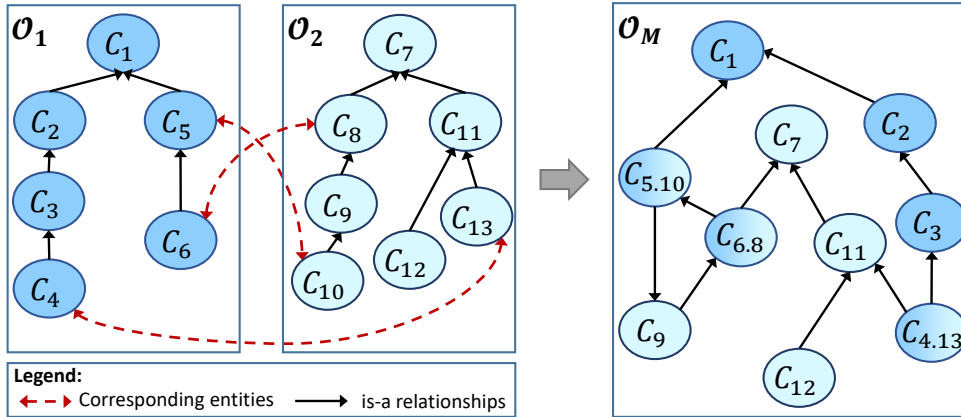 𝒪₁
C₁
C₂
C₅
C₃
C₆
C₄
𝒪₂
C₇
C₈
C₁₁
C₉
C₁₃
C₁₂
C₁₀
𝒪_M
C₁
C₂
C₇
C₅.₁₀
C₆.₈
C₁₁
C₃
C₉
C₄.₁₃
C₁₂
Legend:
Corresponding entities
is-a relationships